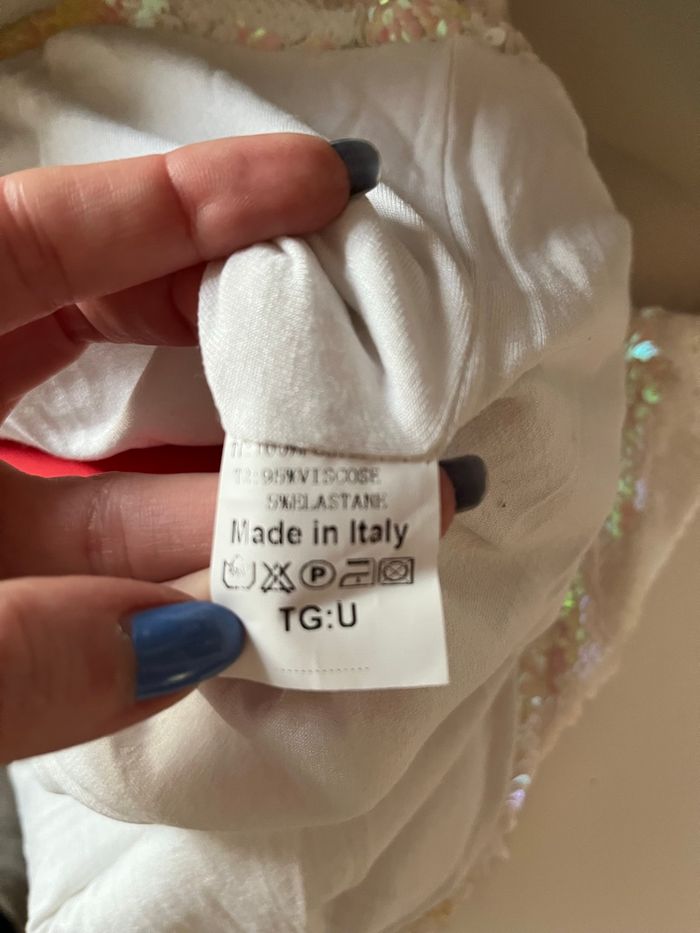 T2:95%VISCOSE
5%ELASTANE
Made in Italy
P
TG:U